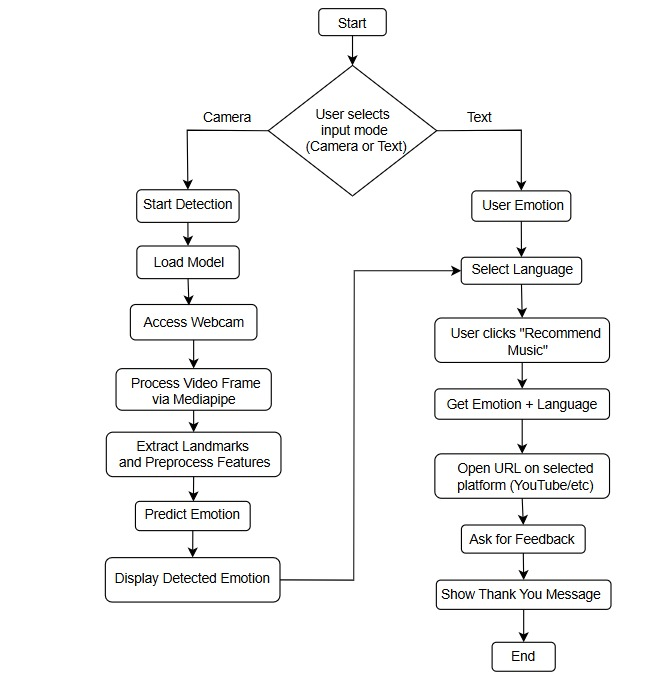 Start
User selects
input mode
(Camera or Text)
Camera
Text
Start Detection
Load Model
Access Webcam
Process Video Frame
via Mediapipe
Extract Landmarks
and Preprocess Features
Predict Emotion
Display Detected Emotion
User Emotion
Select Language
User clicks "Recommend
Music"
Get Emotion + Language
Open URL on selected
platform (YouTube/etc)
Ask for Feedback
Show Thank You Message
End